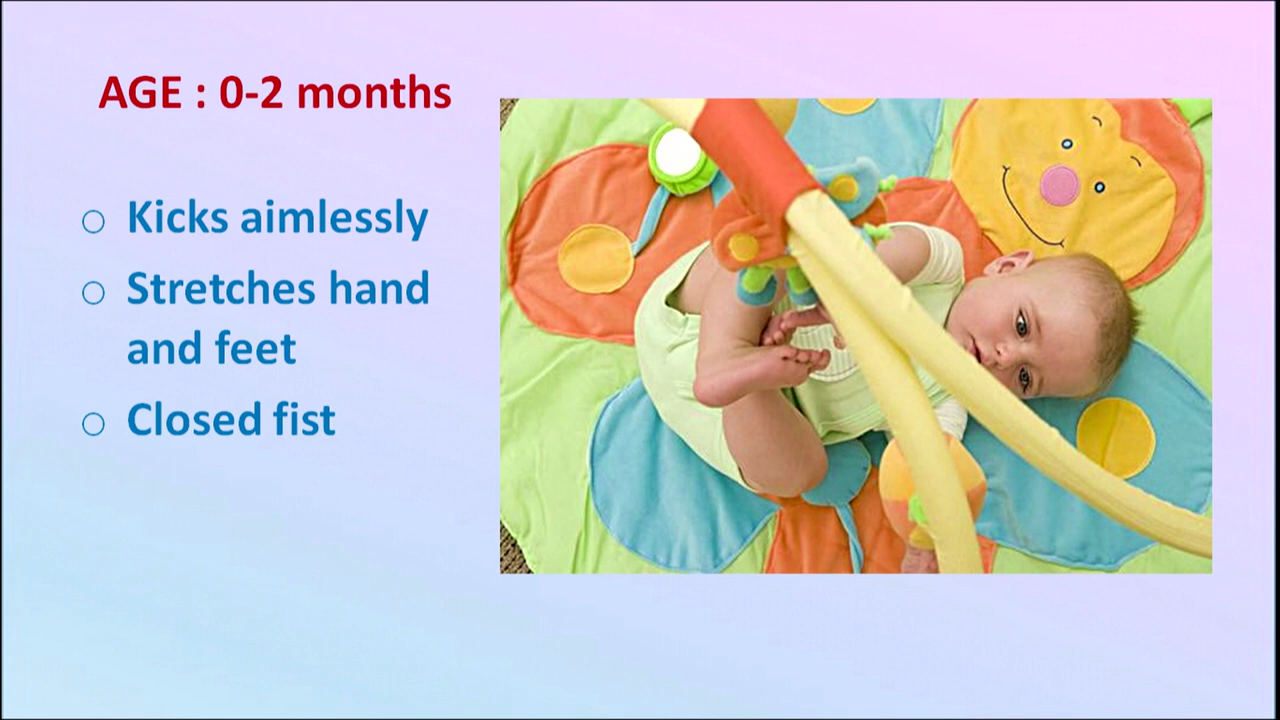 AGE : 0-2 months
Kicks aimlessly
Stretches hand
and feet
Closed fist